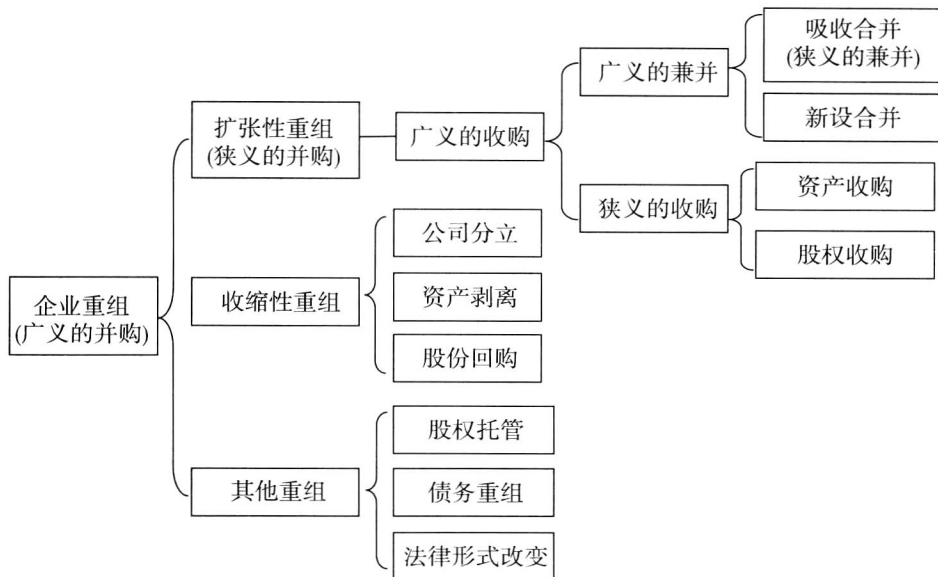 企业重组
(广义的并购)
扩张性重组
(狭义的并购)
广义的收购
广义的兼并
吸收合并
(狭义的兼并)
新设合并
狭义的收购
资产收购
股权收购
收缩性重组
公司分立
资产剥离
股份回购
其他重组
股权托管
债务重组
法律形式改变